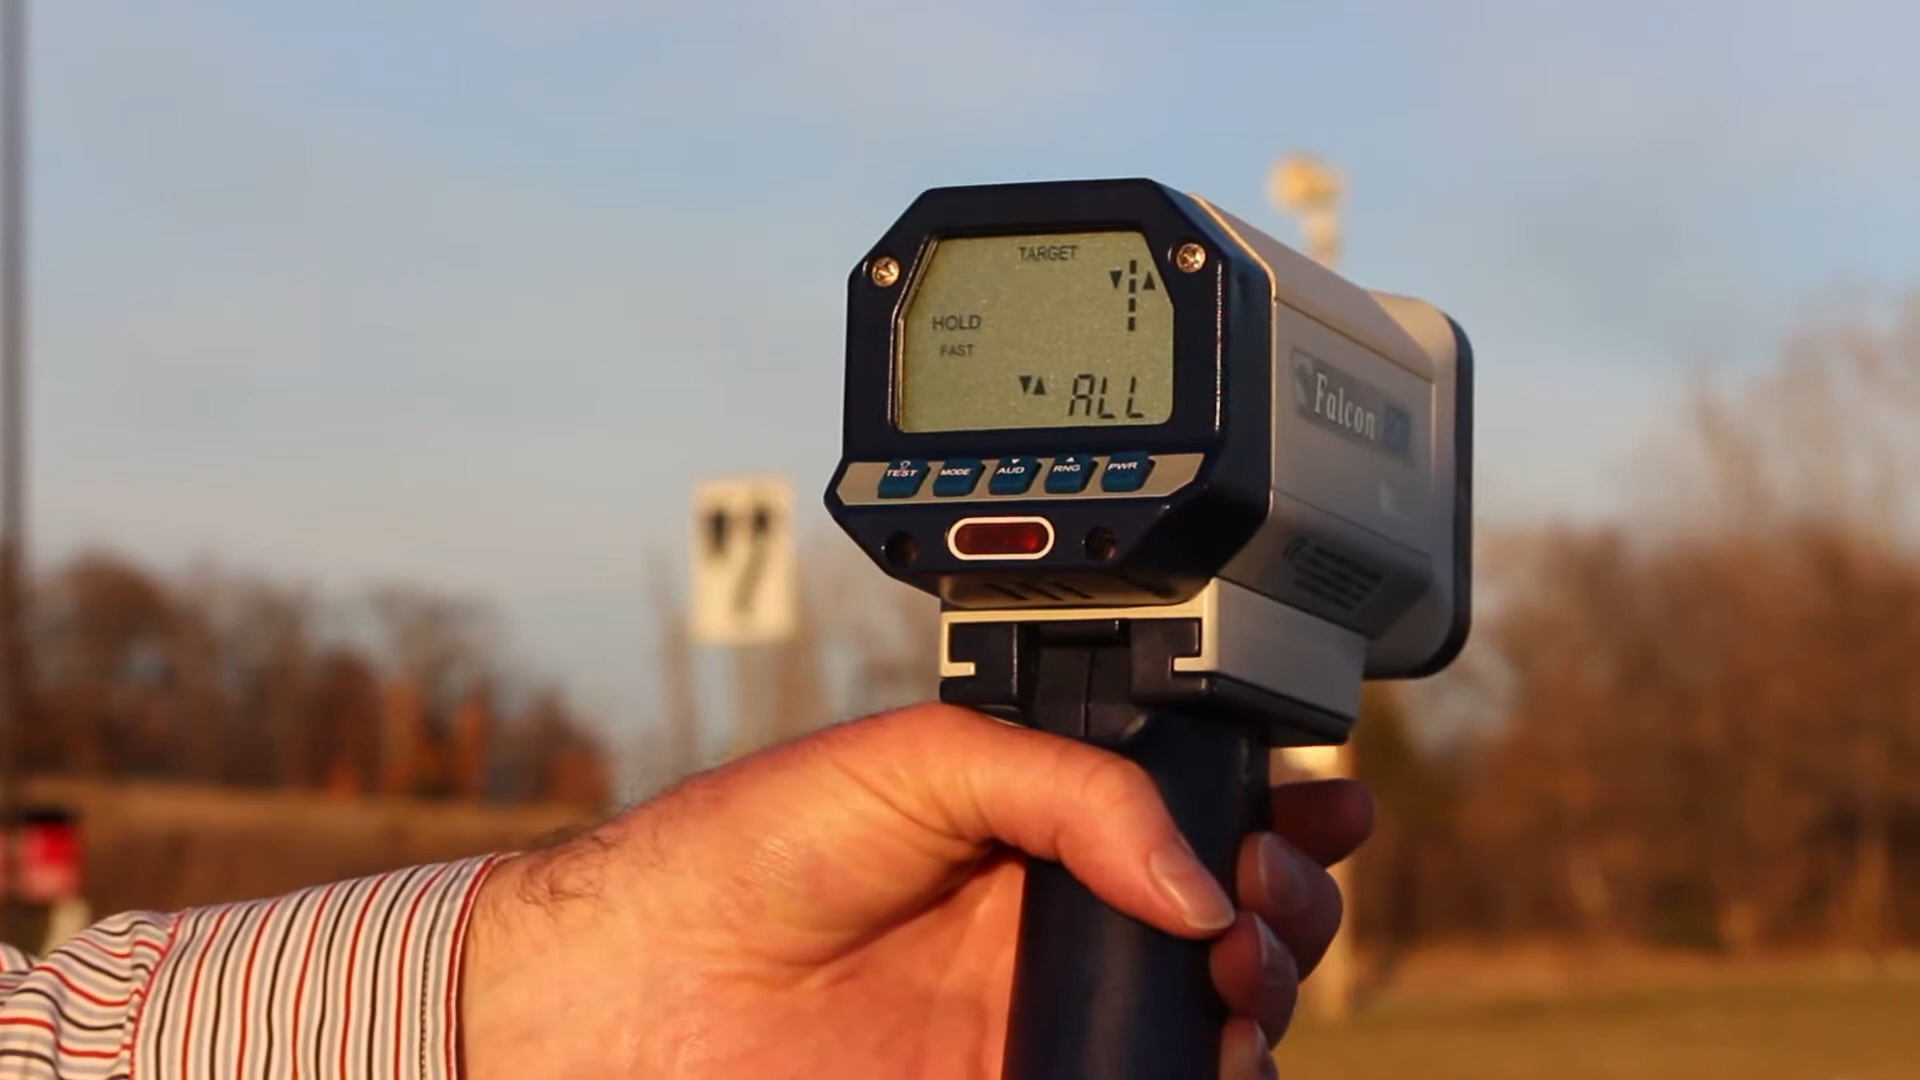 TARGET
HOLD
FAST
ALL
TEST MODE AUD RNG PWR
Falcon